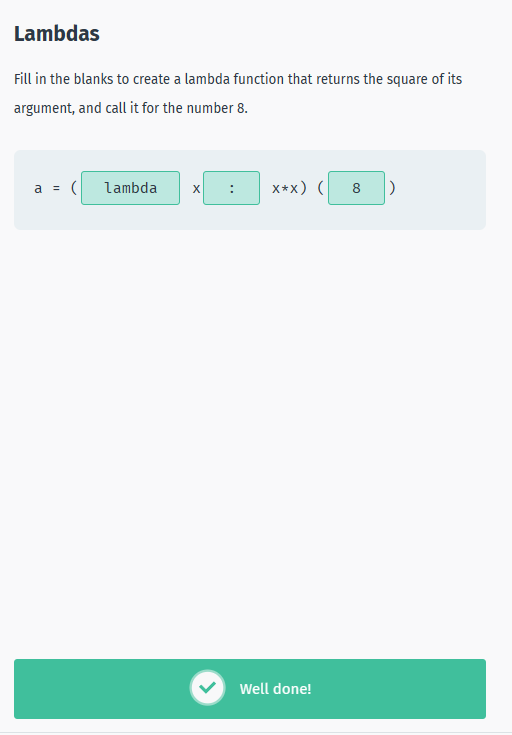 Lambdas
Fill in the blanks to create a lambda function that returns the square of its
argument, and call it for the number 8.
a = ( lambda x : x*x) ( 8 )
Well done!